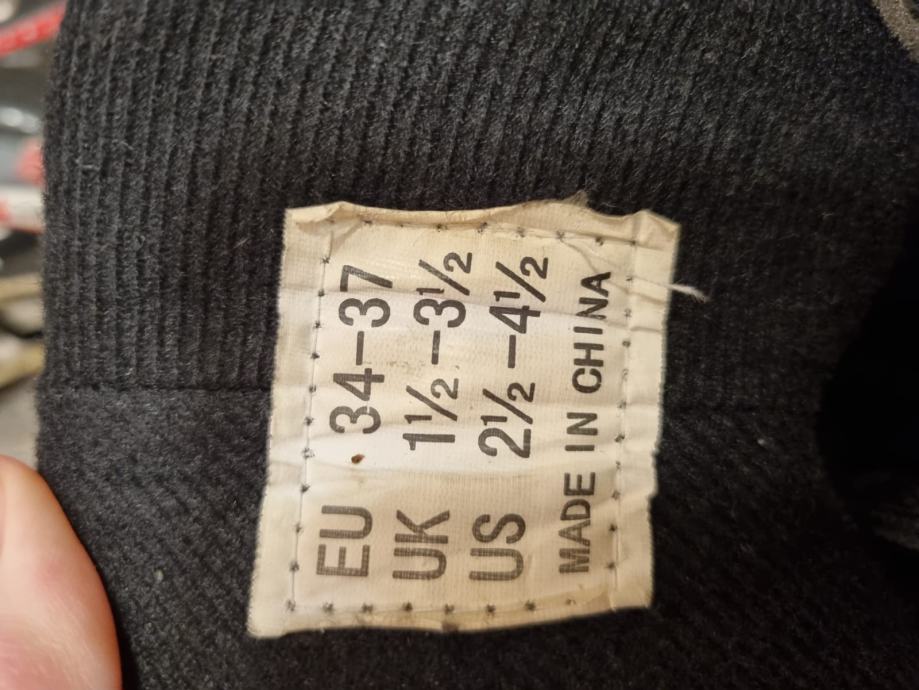 EU 34-37
UK 1½-3½
US 2½-4½
MADE IN CHINA